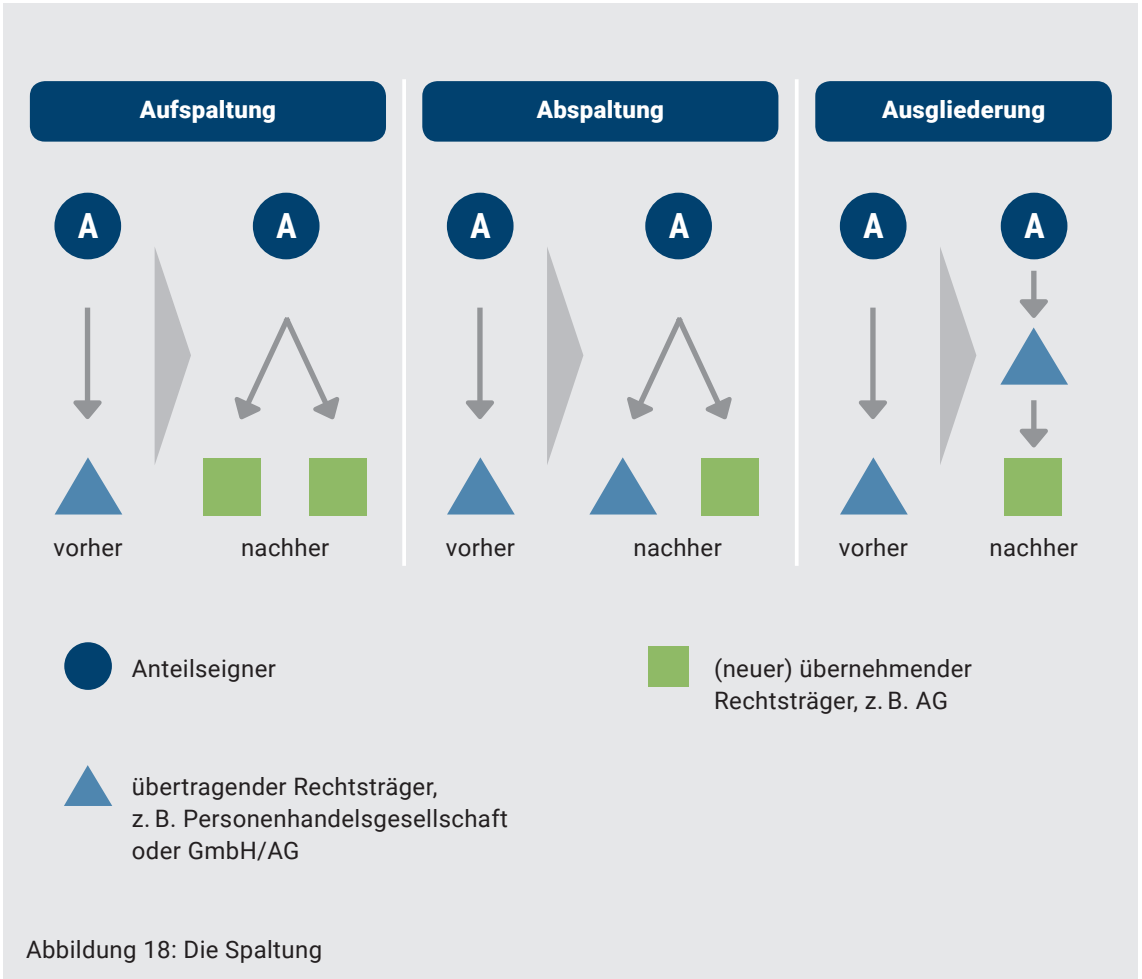 Aufspaltung
Abspaltung
Ausgliederung
A
A
A
A
A
A
vorher
nachher
vorher
nachher
vorher
nachher
Anteilseigner
(neuer) übernehmender
Rechtsträger, z. B. AG
übertragender Rechtsträger,
z. B. Personenhandelsgesellschaft
oder GmbH/AG
Abbildung 18: Die Spaltung